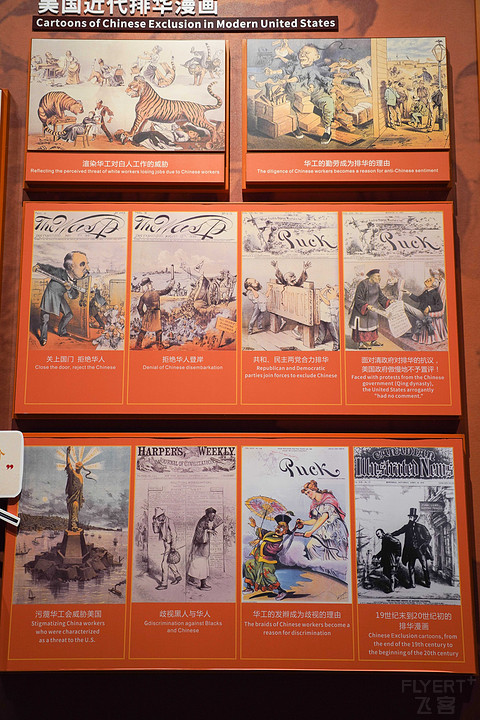 美国近代排华漫画
Cartoons of Chinese Exclusion in Modern United States
渲染华工对白人工作的威胁
Reflecting the perceived threat of white workers losing jobs due to Chinese workers
华工的勤劳成为排华的理由
The diligence of Chinese workers becomes a reason for anti-Chinese sentiment
The Wasp
The Wasp
Puck
Puck
关上国门 拒绝华人
Close the door, reject the Chinese
拒绝华人登岸
Denial of Chinese disembarkation
共和、民主两党合力排华
Republican and Democratic
parties join forces to exclude Chinese
面对清政府对排华的抗议，
美国政府傲慢地不予置评！
Faced with protests from the Chinese
government (Qing dynasty),
the United States arrogantly
"had no comment."
HARPER'S WEEKLY.
Puck
CANADIAN
Illustrated News
污蔑华工会威胁美国
Stigmatizing China workers
who were characterized
as a threat to the U.S.
歧视黑人与华人
Gdiscrimination against Blacks
and Chinese
华工的发辫成为歧视的理由
The braids of Chinese workers become a
reason for discrimination
19世纪末到20世纪初的
排华漫画
Chinese Exclusion cartoons, from
the end of the 19th century to
the beginning of the 20th century
FLYERT
飞客